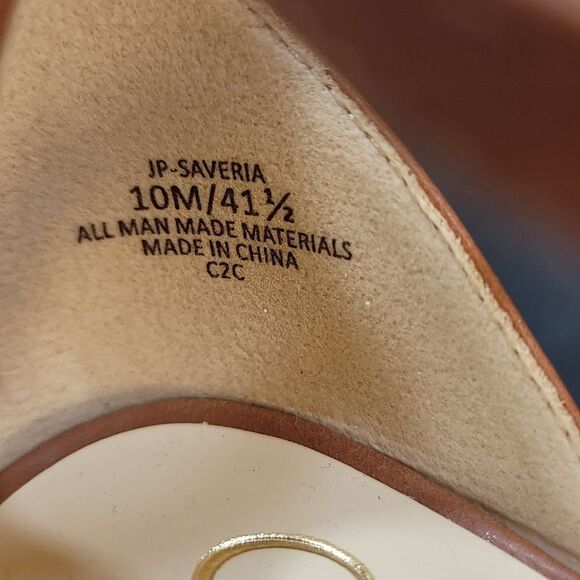 JP-SAVERIA
10M/41½
ALL MAN MADE MATERIALS
MADE IN CHINA
C2C